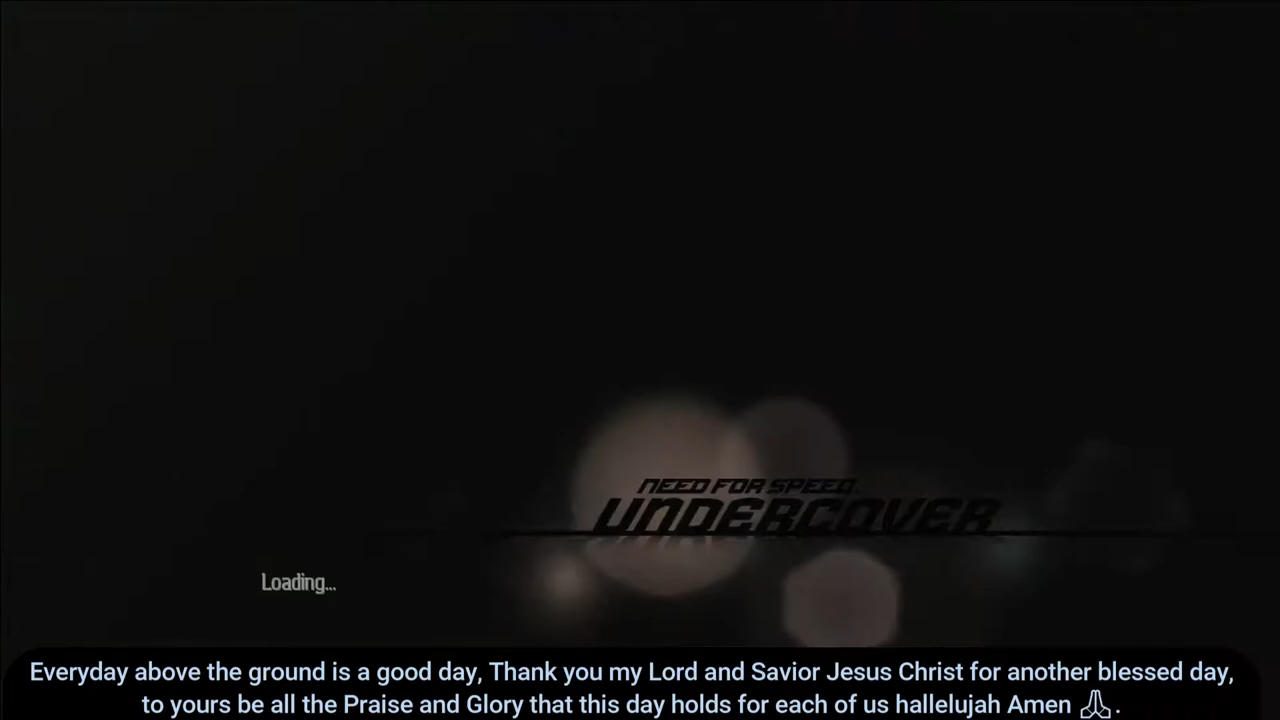 NEED FOR SPEED
UNDERCOVER
Loading...
Everyday above the ground is a good day, Thank you my Lord and Savior Jesus Christ for another blessed day,
to yours be all the Praise and Glory that this day holds for each of us hallelujah Amen 🙏.